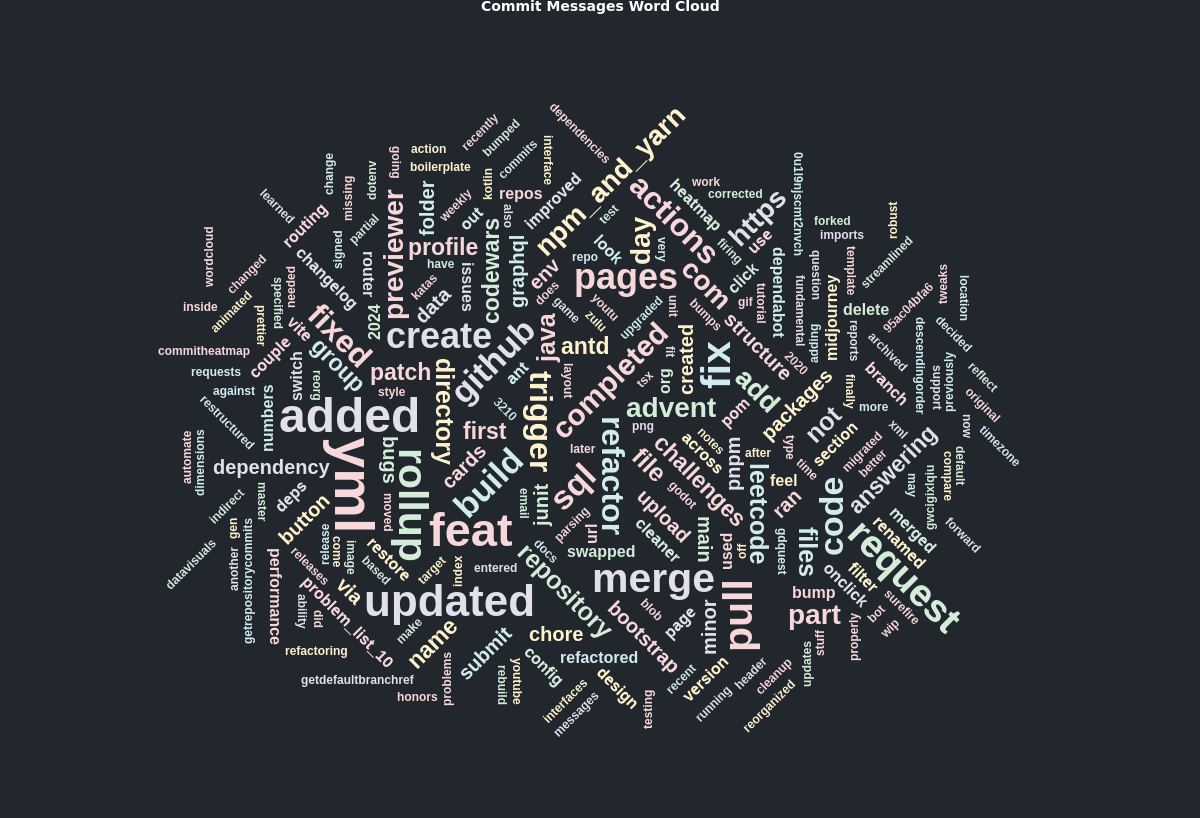 Commit Messages Word Cloud
dependencies
npm_and_yarn
recently
bumped
commits
interface
action
boilerplate
going
kotlin
weekly
repos
also
improved
change
dotenv
missing
learned
partial
signed
routing
router
changelog
previewer
folder
profile
out
have
katas
data
senssi
codewars
graphql
env
does
game
zulu
youtu
repo
look
test
day
very
actions
heatmap
work
corrected
firing
https
use
click
gif
tutorial
dependabot
0u1l9njscmt2nvch
forked
imports
question
template
robust
streamlined
fundamental
adding
midjourney
delete
reports
95ac04bfa6
tweaks
location
archived
descendingorder
decided
support
previously
reflect
original
now
timezone
wordcloud
changed
inside
animated
prettier
specified
needed
vite
couple
2024
fixed
group
create
pages
com
structure
unit
bumps
upgraded
commitheatmap
requests
against
restructured
numbers
switch
reorg
style
patch
github
ant
3210
java
antd
layout
trigger
completed
tsx
fit
org
created
fix
add
pom
2020
packages
finally
more
branch
xml
added
directory
first
advent
png
later
refactor
file
challenges
across
notes
godot
upload
cleaner
main
used
off
mdn
leetcode
after
feel
type
time
ran
not
section
migrated
better
answering
may
gwcigixbqin
compare
default
forward
automate
dimensions
dependency
deps
master
indirect
datavisuals
gen
another
getrepositorycommits
button
yml
bugs
moved
rollup
cards
build
feat
email
junit
sql
parsing
url
docs
swapped
entered
index
target
based
restore
image
come
release
releases
performance
ability
did
problem_list_10
via
make
updated
repository
merge
blob
bootstrap
page
minor
pull
bump
part
code
files
gdquest
onclick
filter
request
renamed
merged
surefire
bot
wip
properly
stuff
updates
refactoring
getdefaultbranchref
honors
problems
name
submit
rebuild
youtube
chore
refactored
config
design
interfaces
messages
testing
recent
version
running
header
cleanup
reorganized